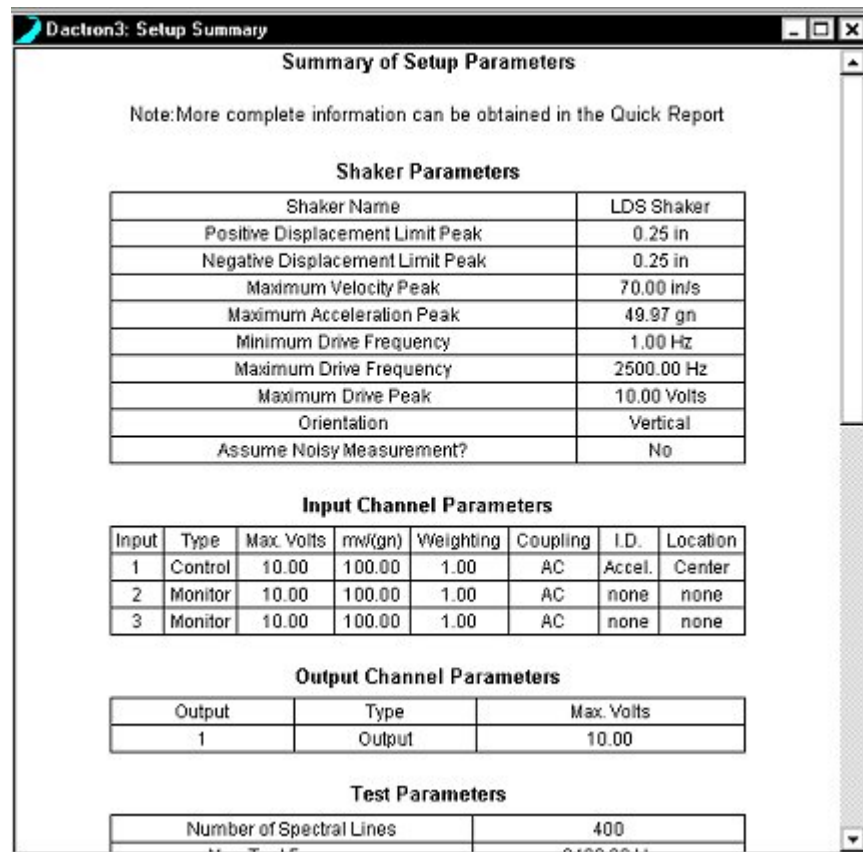 Dactron3: Setup Summary
Summary of Setup Parameters
Note:More complete information can be obtained in the Quick Report
Shaker Parameters
Shaker Name LDS Shaker
Positive Displacement Limit Peak 0.25 in
Negative Displacement Limit Peak 0.25 in
Maximum Velocity Peak 70.00 in/s
Maximum Acceleration Peak 49.97 gn
Minimum Drive Frequency 1.00 Hz
Maximum Drive Frequency 2500.00 Hz
Maximum Drive Peak 10.00 Volts
Orientation Vertical
Assume Noisy Measurement? No
Input Channel Parameters
Input Type Max. Volts mv/(gn) Weighting Coupling I.D. Location
1 Control 10.00 100.00 1.00 AC Accel. Center
2 Monitor 10.00 100.00 1.00 AC none none
3 Monitor 10.00 100.00 1.00 AC none none
Output Channel Parameters
Output Type Max. Volts
1 Output 10.00
Test Parameters
Number of Spectral Lines 400